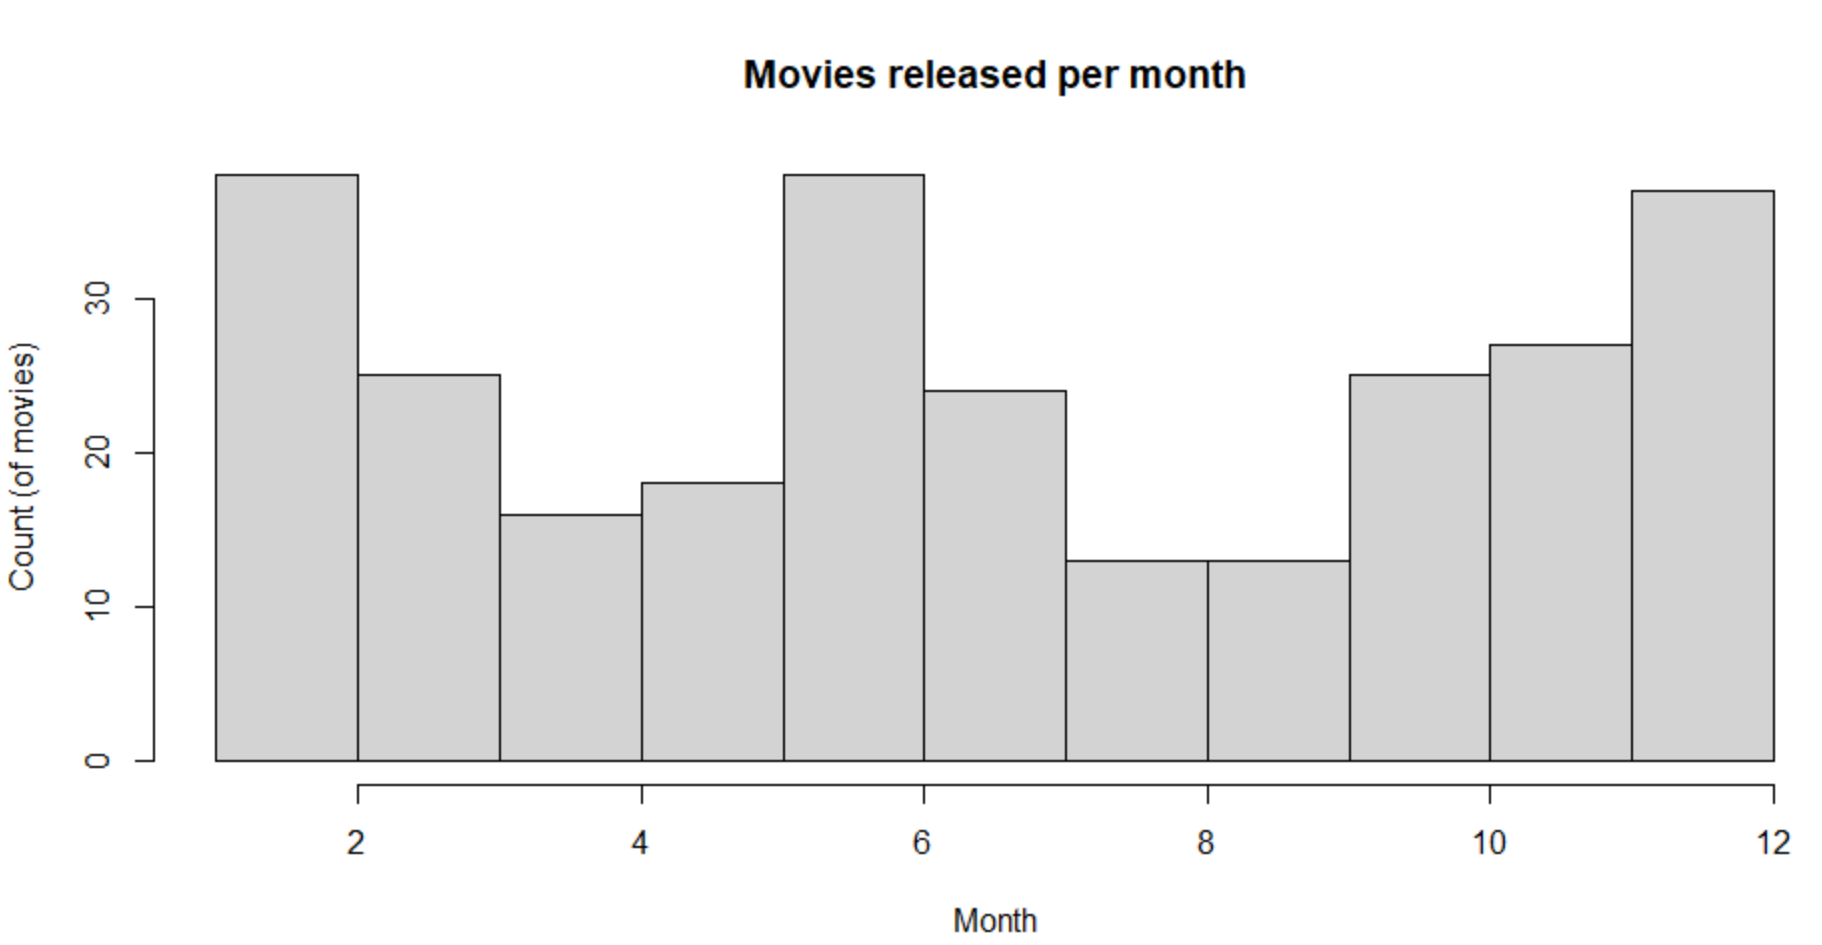 Movies released per month
Count (of movies)
30
20
10
0
2 4 6 8 10 12
Month